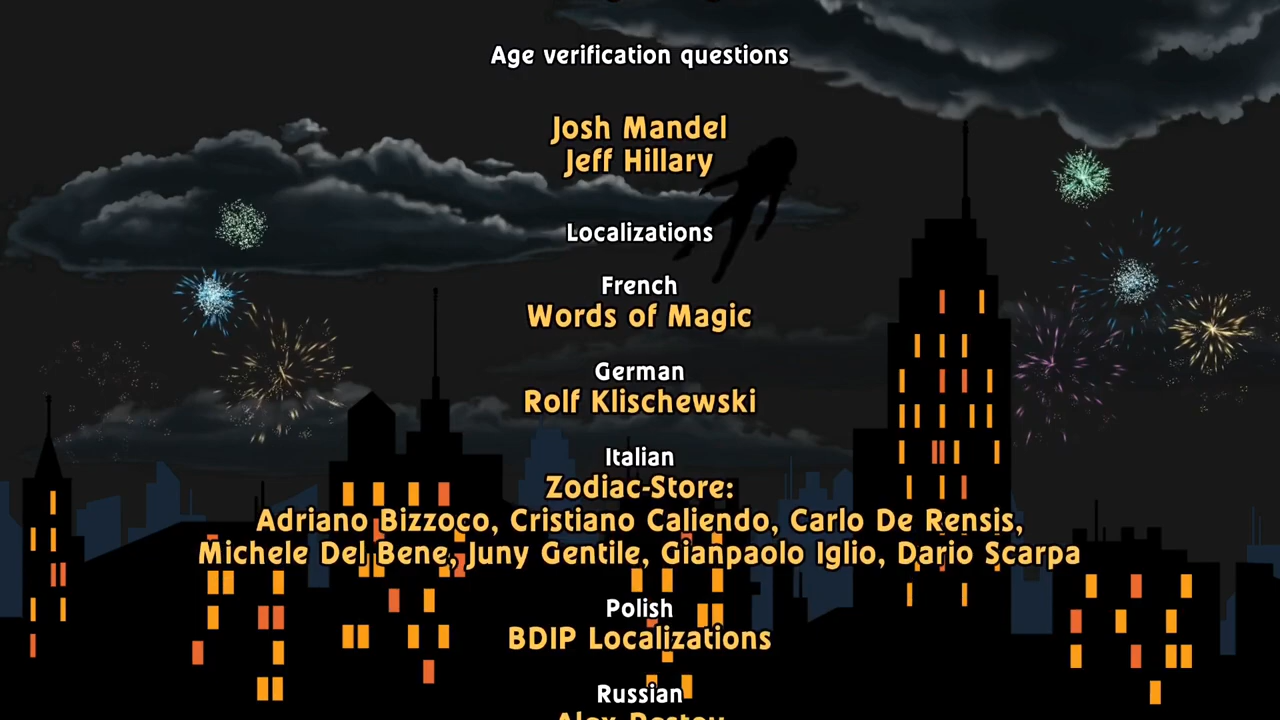 Age verification questions
Josh Mandel
Jeff Hillary
Localizations
French
Words of Magic
German
Rolf Klischewski
Italian
Zodiac-Store:
Adriano Bizzoco, Cristiano Caliendo, Carlo De Rensis,
Michele Del Bene, Juny Gentile, Gianpaolo Iglio, Dario Scarpa
Polish
BDIP Localizations
Russian
Alex